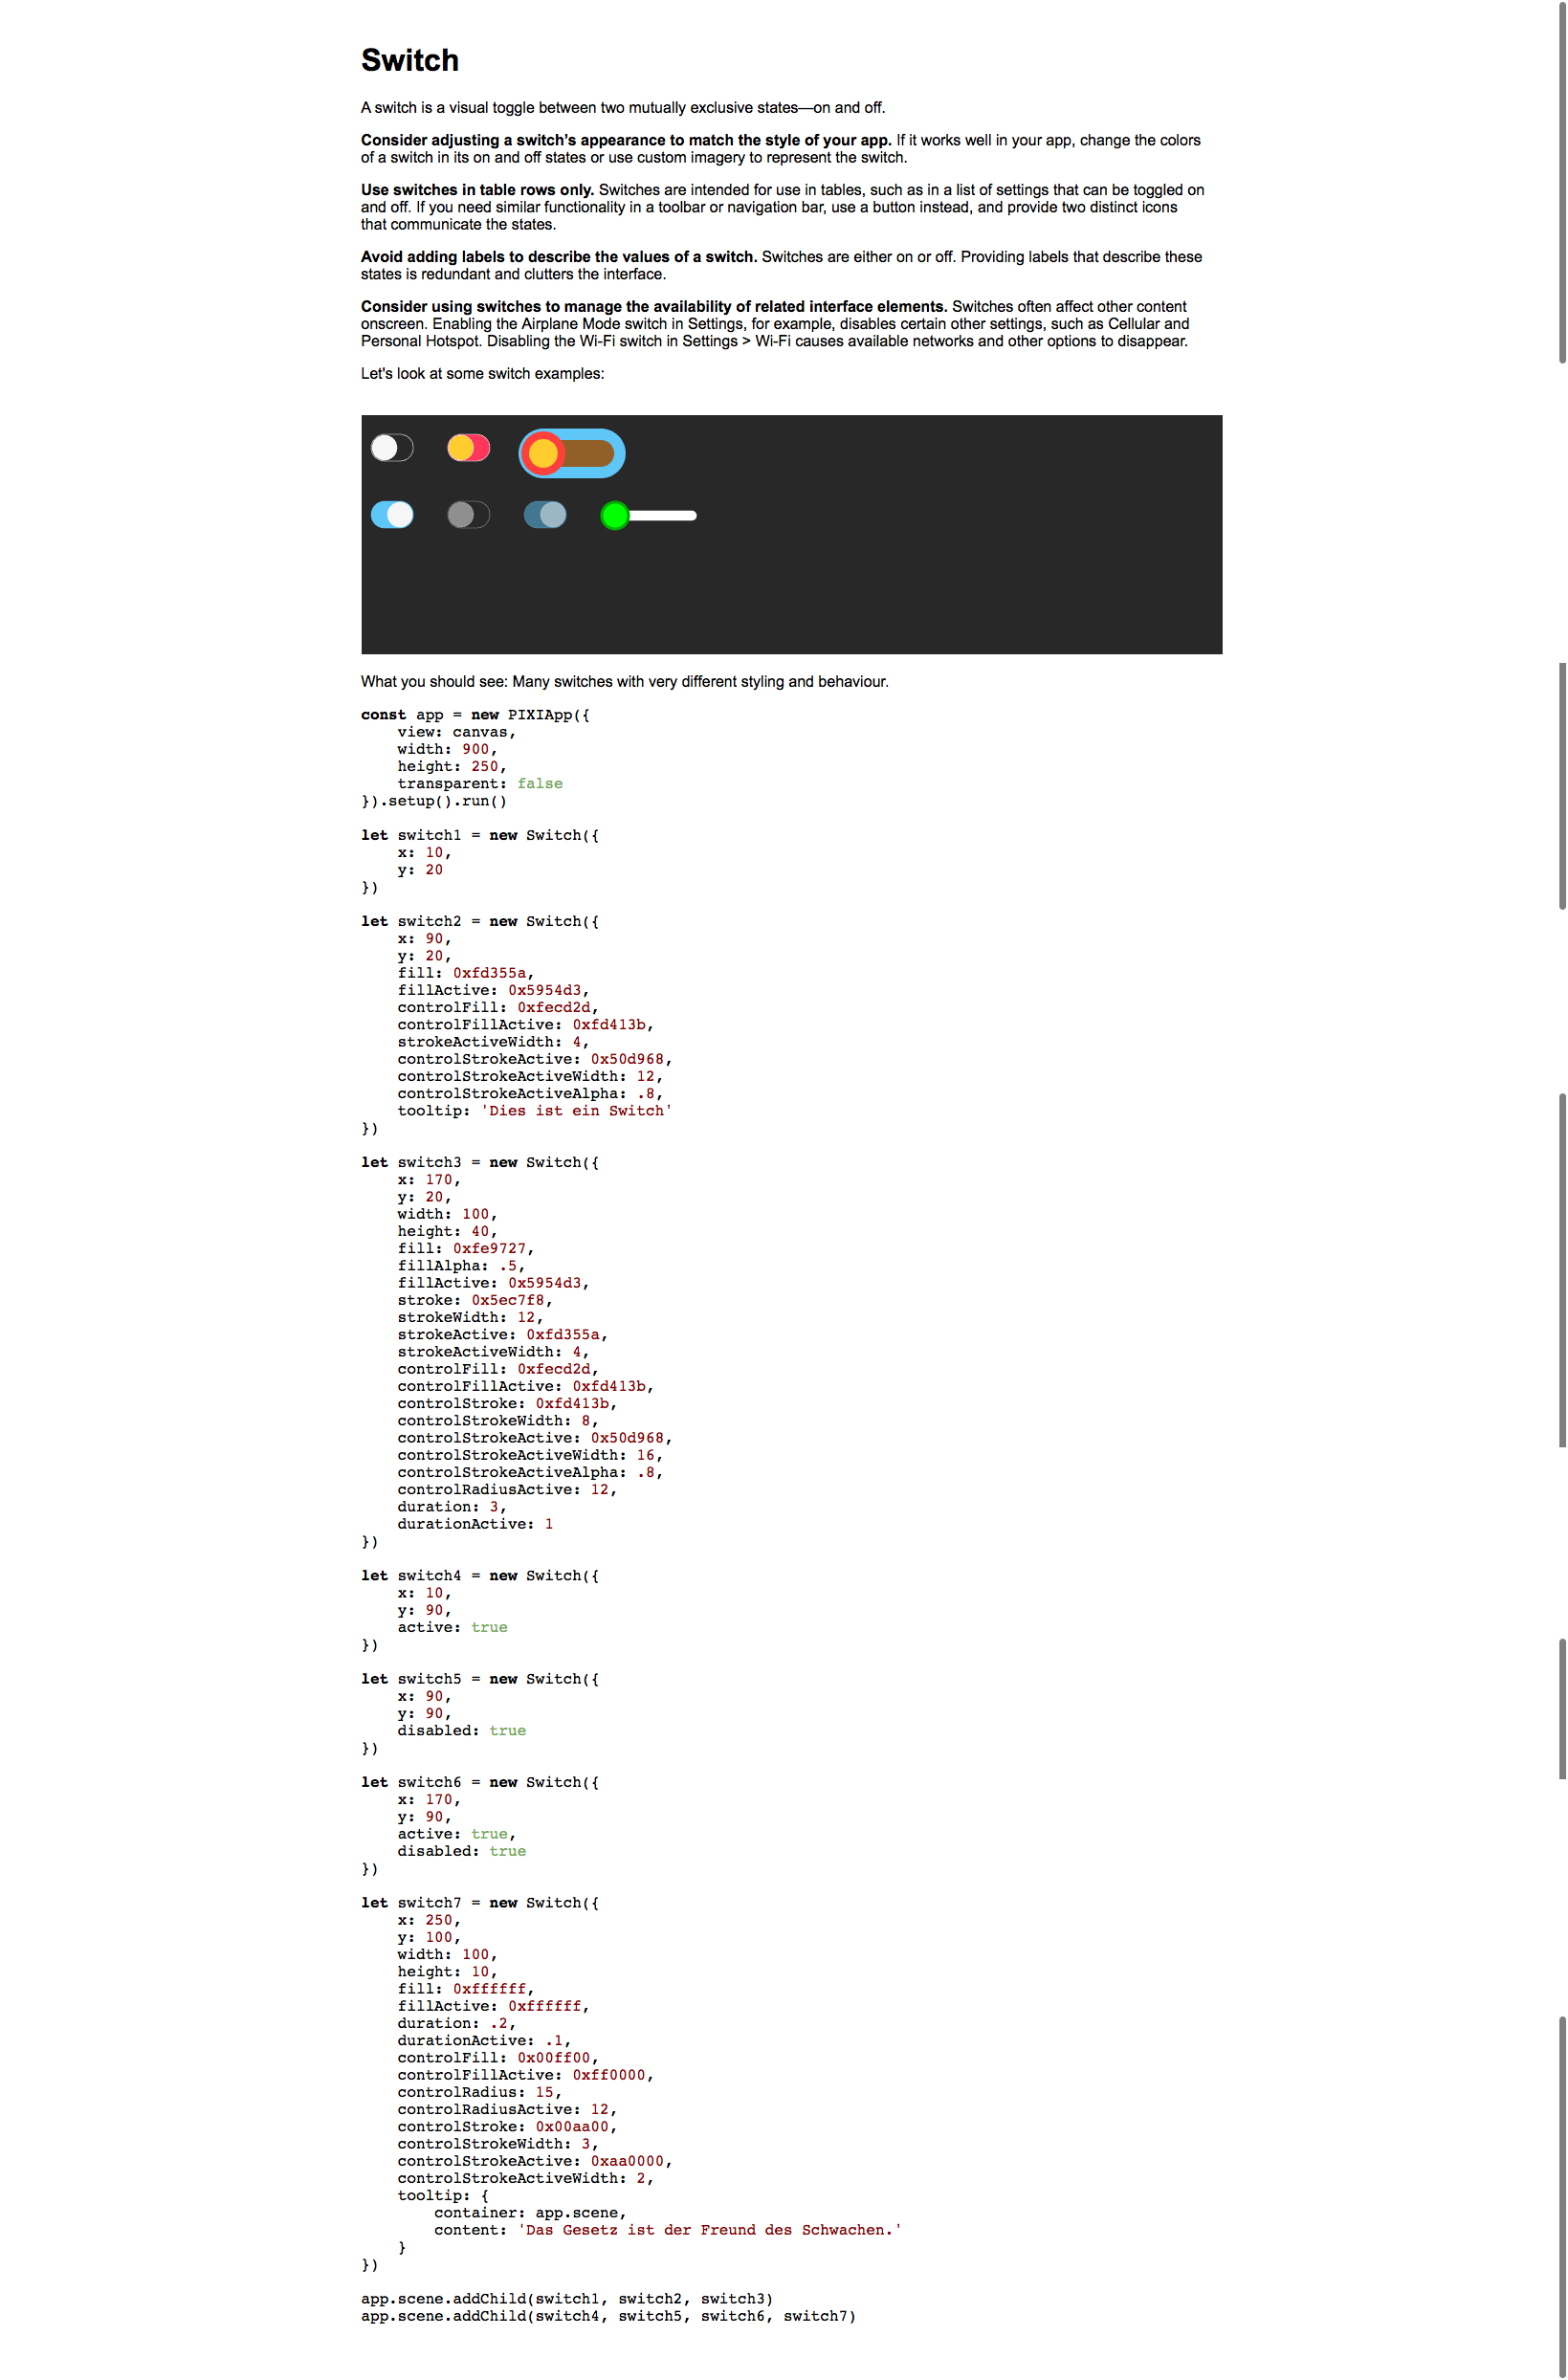 Switch
A switch is a visual toggle between two mutually exclusive states—on and off.
Consider adjusting a switch’s appearance to match the style of your app. If it works well in your app, change the colors
of a switch in its on and off states or use custom imagery to represent the switch.
Use switches in table rows only. Switches are intended for use in tables, such as in a list of settings that can be toggled on
and off. If you need similar functionality in a toolbar or navigation bar, use a button instead, and provide two distinct icons
that communicate the states.
Avoid adding labels to describe the values of a switch. Switches are either on or off. Providing labels that describe these
states is redundant and clutters the interface.
Consider using switches to manage the availability of related interface elements. Switches often affect other content
onscreen. Enabling the Airplane Mode switch in Settings, for example, disables certain other settings, such as Cellular and
Personal Hotspot. Disabling the Wi-Fi switch in Settings > Wi-Fi causes available networks and other options to disappear.
Let's look at some switch examples:
What you should see: Many switches with very different styling and behaviour.
const app = new PIXIApp({
    view: canvas,
    width: 900,
    height: 250,
    transparent: false
}).setup().run()
let switch1 = new Switch({
    x: 10,
    y: 20
})
let switch2 = new Switch({
    x: 90,
    y: 20,
    fill: 0xfd355a,
    fillActive: 0x5954d3,
    controlFill: 0xfecd2d,
    controlFillActive: 0xfd413b,
    strokeActiveWidth: 4,
    controlStrokeActive: 0x50d968,
    controlStrokeActiveWidth: 12,
    controlStrokeActiveAlpha: .8,
    tooltip: 'Dies ist ein Switch'
})
let switch3 = new Switch({
    x: 170,
    y: 20,
    width: 100,
    height: 40,
    fill: 0xfe9727,
    fillAlpha: .5,
    fillActive: 0x5954d3,
    stroke: 0x5ec7f8,
    strokeWidth: 12,
    strokeActive: 0xfd355a,
    strokeActiveWidth: 4,
    controlFill: 0xfecd2d,
    controlFillActive: 0xfd413b,
    controlStroke: 0xfd413b,
    controlStrokeWidth: 8,
    controlStrokeActive: 0x50d968,
    controlStrokeActiveWidth: 16,
    controlStrokeActiveAlpha: .8,
    controlRadiusActive: 12,
    duration: 3,
    durationActive: 1
})
let switch4 = new Switch({
    x: 10,
    y: 90,
    active: true
})
let switch5 = new Switch({
    x: 90,
    y: 90,
    disabled: true
})
let switch6 = new Switch({
    x: 170,
    y: 90,
    active: true,
    disabled: true
})
let switch7 = new Switch({
    x: 250,
    y: 100,
    width: 100,
    height: 10,
    fill: 0xffffff,
    fillActive: 0xffffff,
    duration: .2,
    durationActive: .1,
    controlFill: 0x00ff00,
    controlFillActive: 0xff0000,
    controlRadius: 15,
    controlRadiusActive: 12,
    controlStroke: 0x00aa00,
    controlStrokeWidth: 3,
    controlStrokeActive: 0xaa0000,
    controlStrokeActiveWidth: 2,
    tooltip: {
        container: app.scene,
        content: 'Das Gesetz ist der Freund des Schwachen.'
    }
})
app.scene.addChild(switch1, switch2, switch3)
app.scene.addChild(switch4, switch5, switch6, switch7)